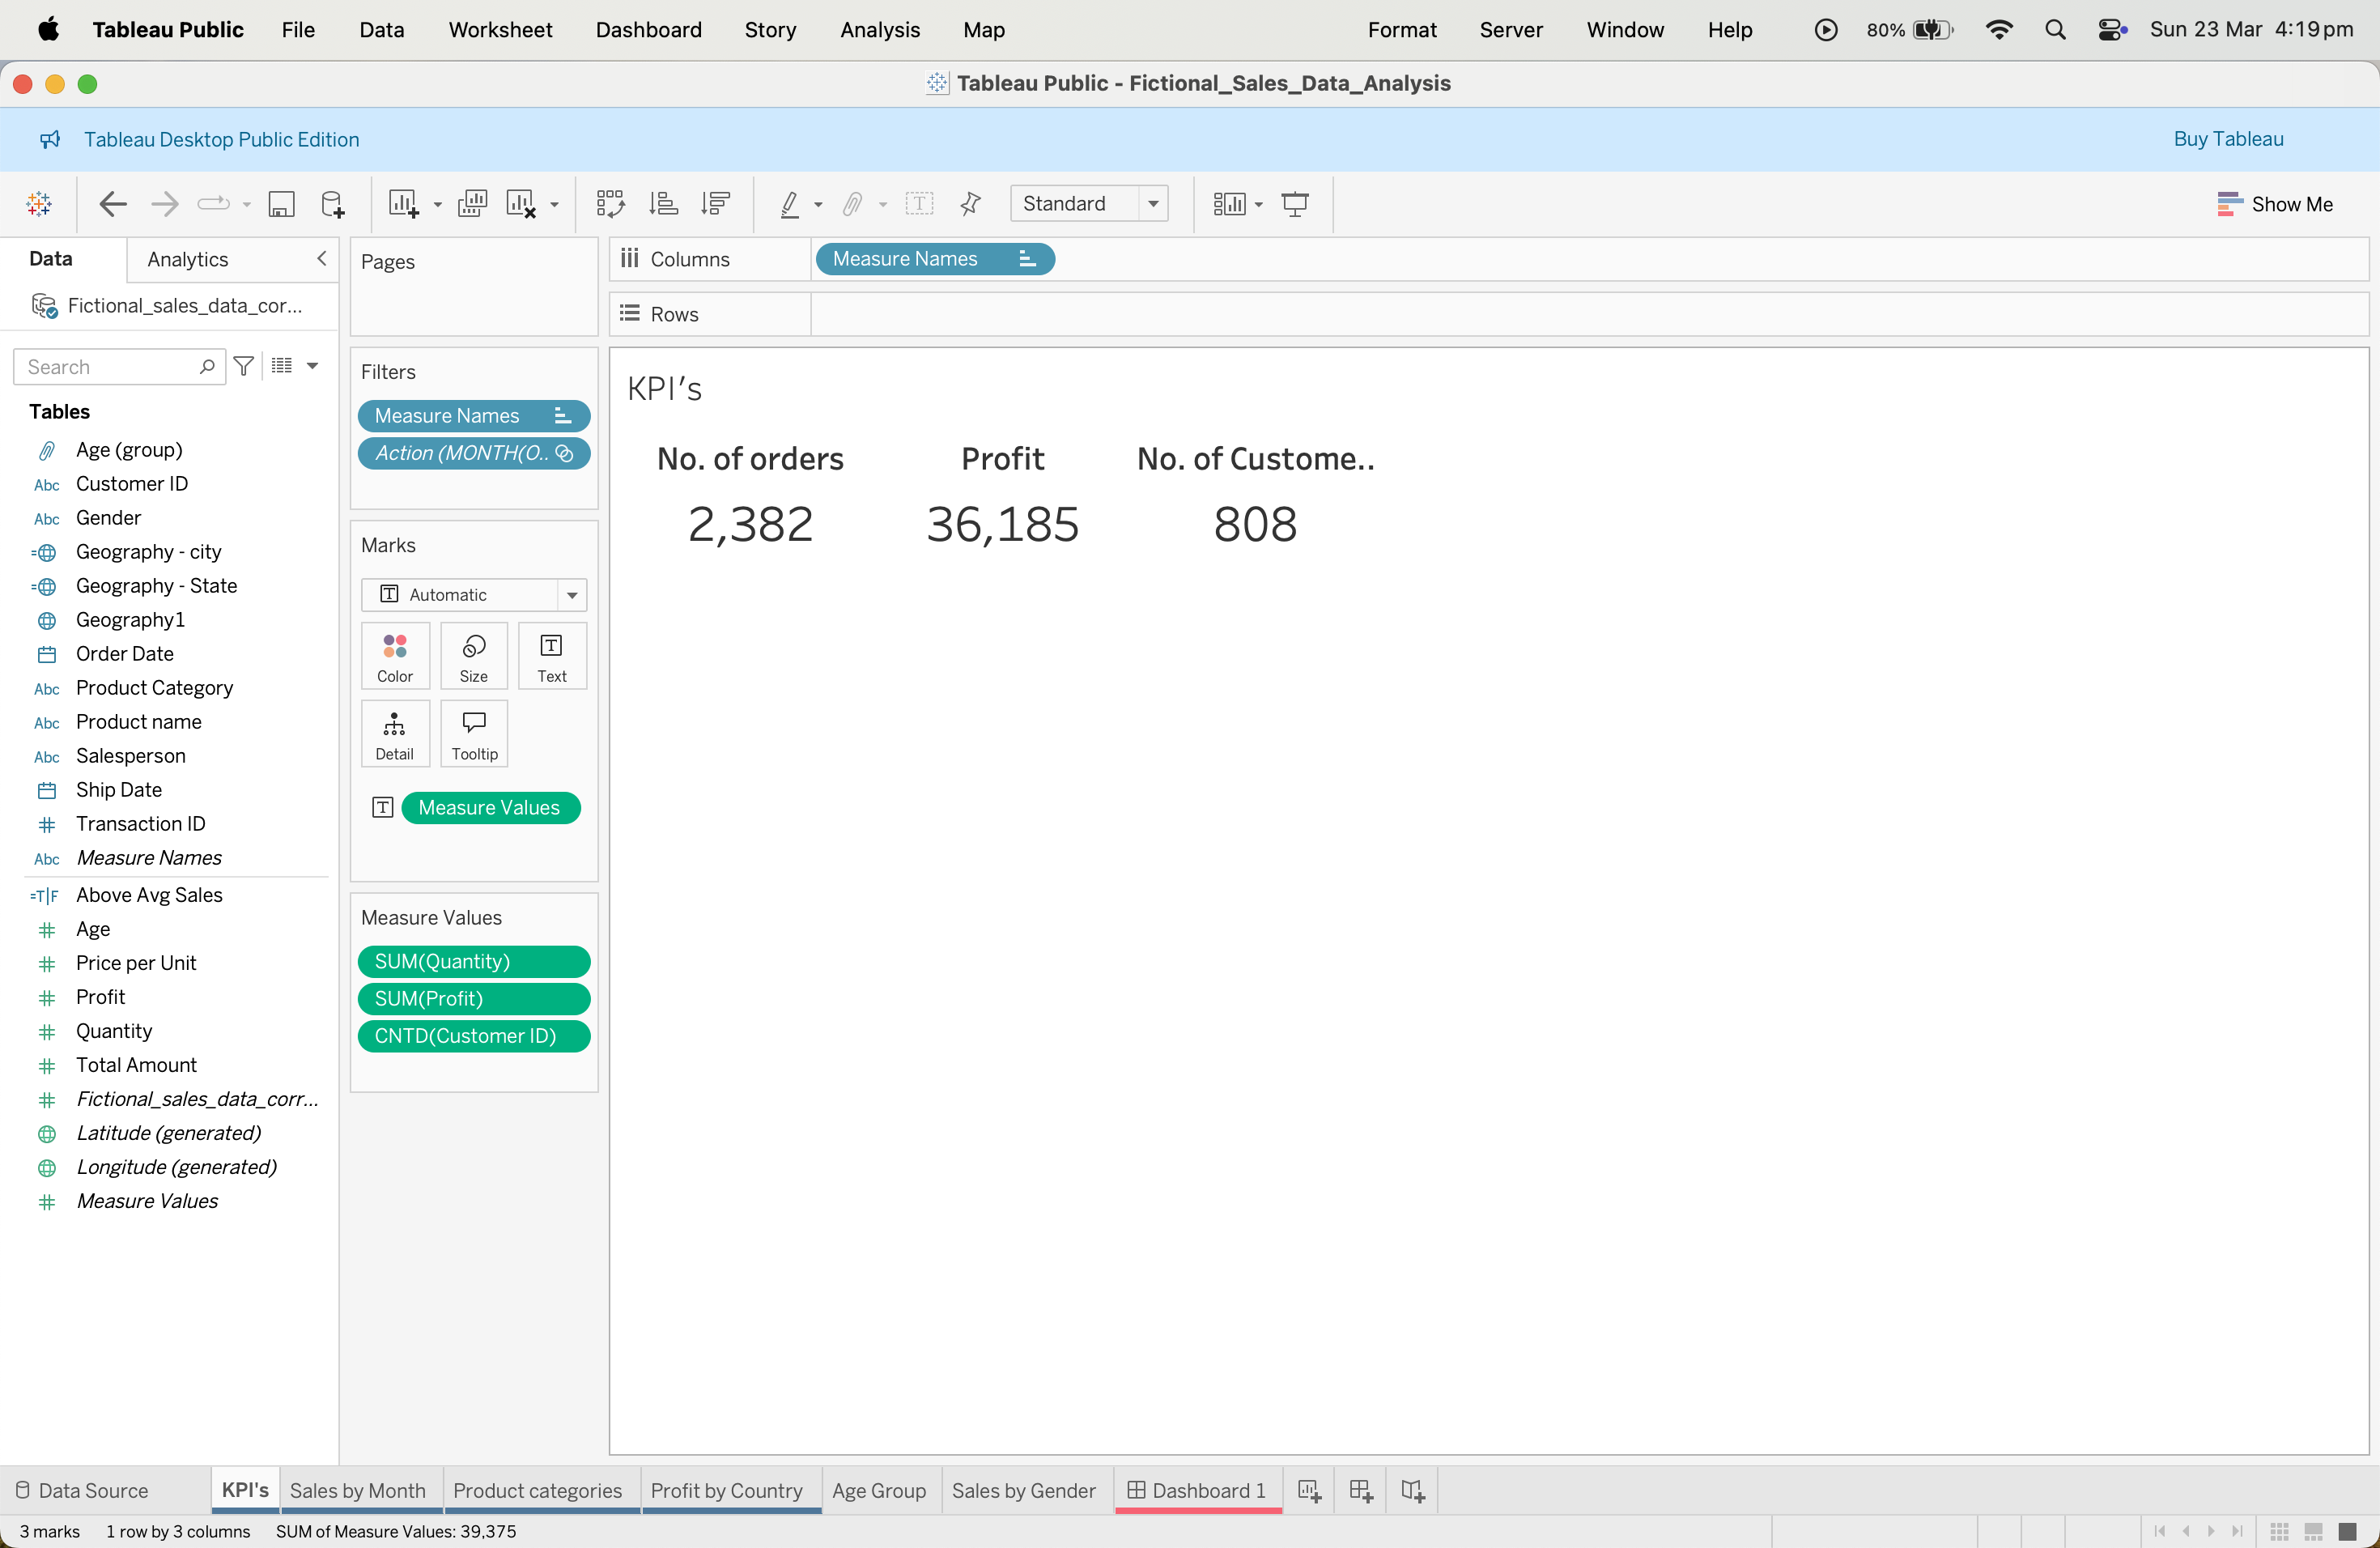 Tableau Public File Data Worksheet Dashboard Story Analysis Map Format Server Window Help 80% Sun 23 Mar 4:19 pm
Tableau Public - Fictional_Sales_Data_Analysis
Tableau Desktop Public Edition Buy Tableau
Standard Show Me
Data Analytics
Fictional_sales_data_cor...
Search
Tables
Age (group)
Abc Customer ID
Abc Gender
Geography - city
Geography - State
Geography1
Order Date
Abc Product Category
Abc Product name
Abc Salesperson
Ship Date
# Transaction ID
Abc Measure Names
=T|F Above Avg Sales
# Age
# Price per Unit
# Profit
# Quantity
# Total Amount
# Fictional_sales_data_corr...
Latitude (generated)
Longitude (generated)
# Measure Values
Pages
Filters
Measure Names
Action (MONTH(O..
Marks
Automatic
Color Size Text
Detail Tooltip
Measure Values
Measure Values
SUM(Quantity)
SUM(Profit)
CNTD(Customer ID)
Columns Measure Names
Rows
KPI's
No. of orders Profit No. of Custome..
2,382 36,185 808
Data Source KPI's Sales by Month Product categories Profit by Country Age Group Sales by Gender Dashboard 1
3 marks 1 row by 3 columns SUM of Measure Values: 39,375